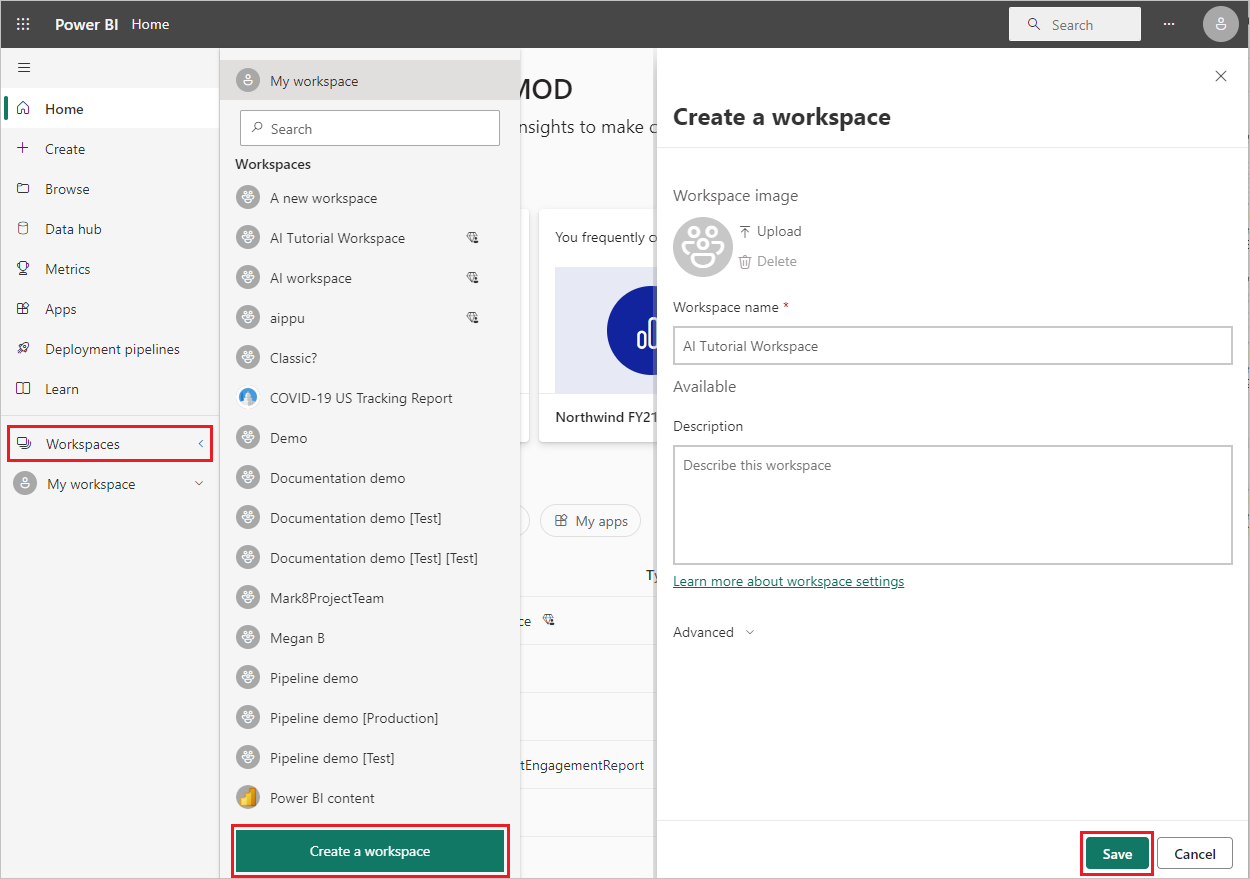 Power BI Home
Search
Home
Create
Browse
Data hub
Metrics
Apps
Deployment pipelines
Learn
Workspaces
My workspace
My workspace
Search
Workspaces
A new workspace
AI Tutorial Workspace
AI workspace
aippu
Classic?
COVID-19 US Tracking Report
Demo
Documentation demo
Documentation demo [Test]
Documentation demo [Test] [Test]
Mark8ProjectTeam
Megan B
Pipeline demo
Pipeline demo [Production]
Pipeline demo [Test]
Power BI content
Create a workspace
MOD
nsights to make
You frequently
Northwind FY21
My apps
tEngagementReport
Create a workspace
Workspace image
Upload
Delete
Workspace name *
AI Tutorial Workspace
Available
Description
Describe this workspace
Learn more about workspace settings
Advanced
Save
Cancel